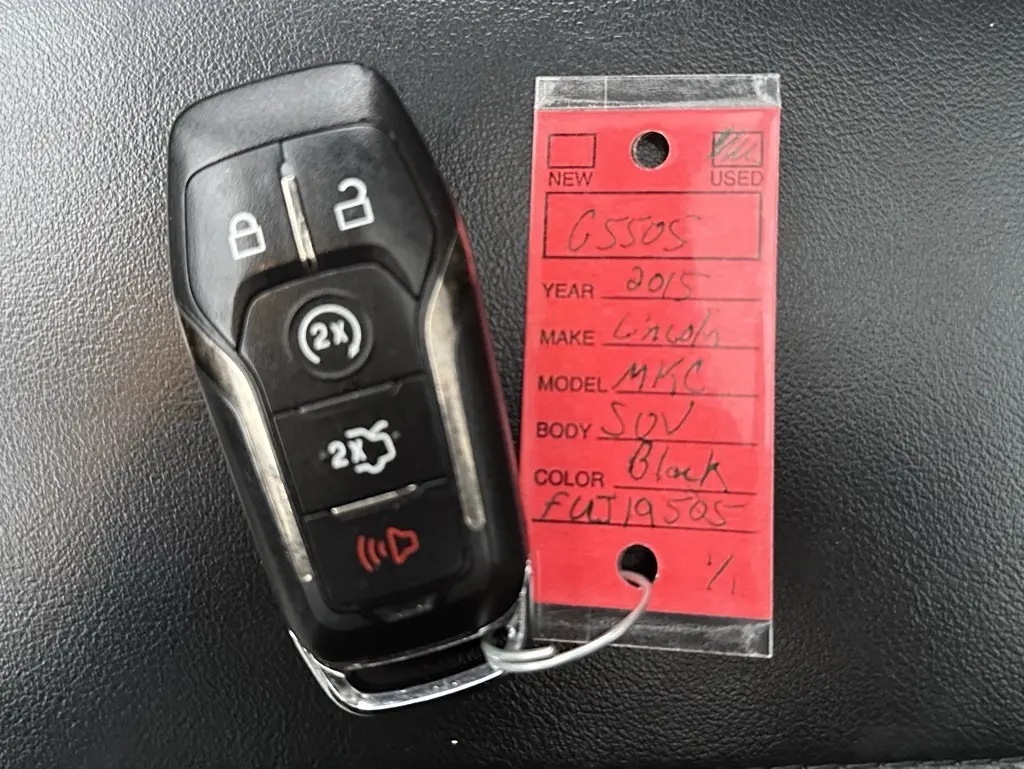 2X
2X
NEW USED
G5505
YEAR 2015
MAKE Lincoln
MODEL MKC
BODY SUV
COLOR Black
FUJ19505
1/1